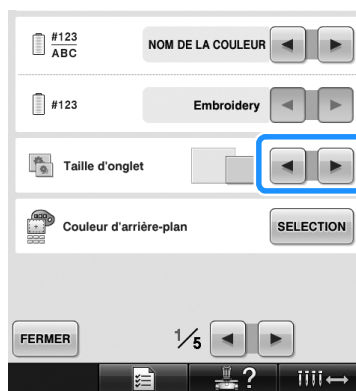 #123
ABC
NOM DE LA COULEUR
#123
Embroidery
Taille d'onglet
Couleur d'arrière-plan
SELECTION
FERMER
1/5
?